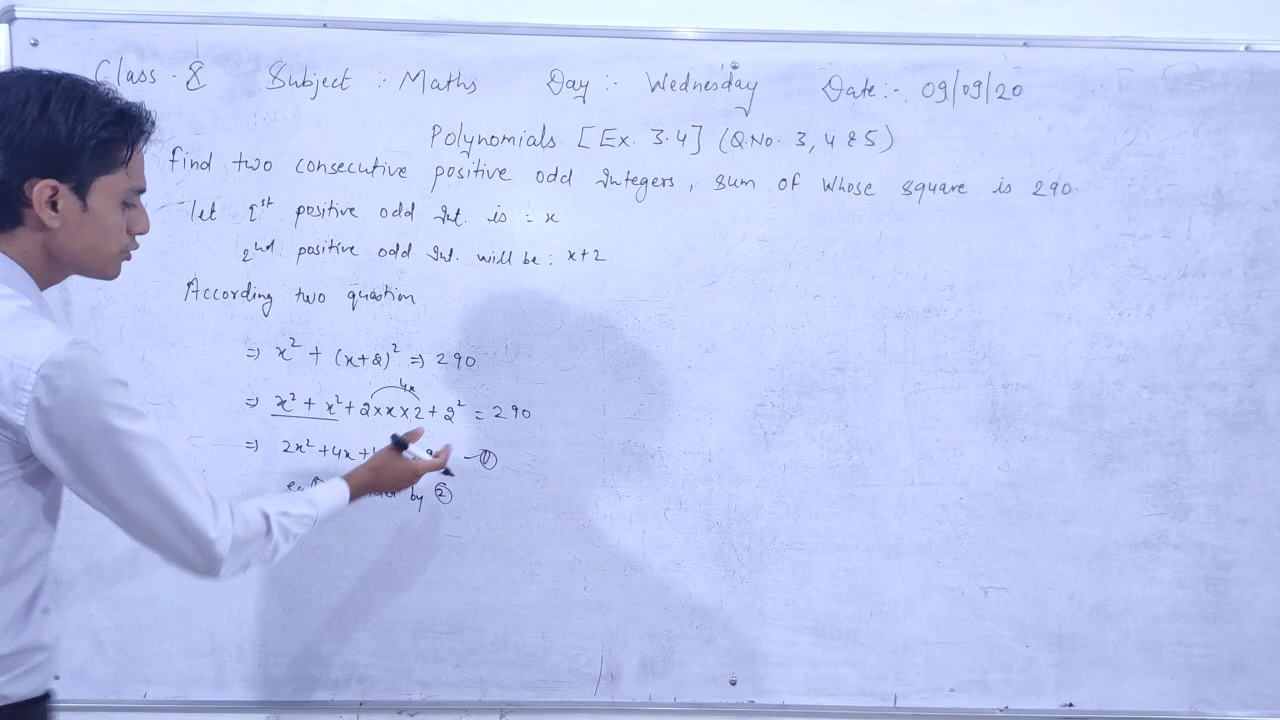 Class - 8 Subject : Maths Day :- Wednesday Date :- 09/09/20
Polynomials [Ex. 3.4] (Q.No. 3, 4 & 5)
find two consecutive positive odd Integers, sum of whose square is 290.
let 1st positive odd Int. is = x
2nd positive odd Int. will be : x+2
According two question
⇒ x² + (x+2)² ⇒ 290
4x
⇒ x² + x² + 2×x×2 + 2² = 290
⇒ 2x² + 4x + — ①
by ②